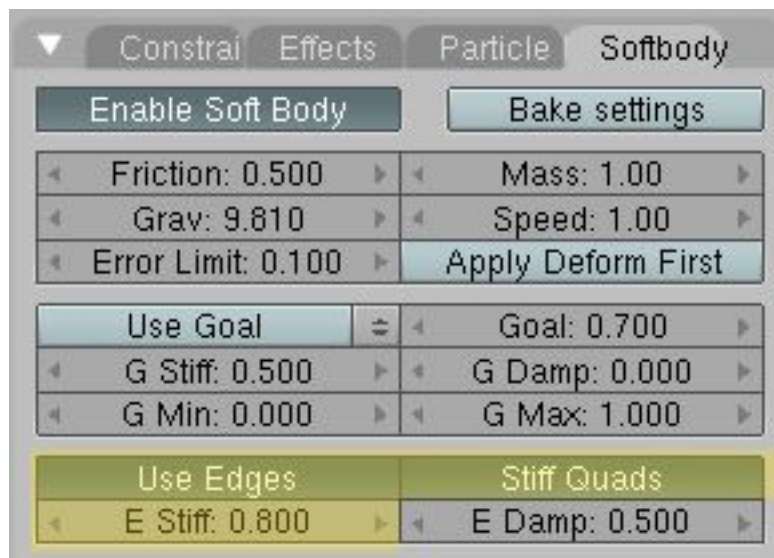 Constrai Effects Particle Softbody
Enable Soft Body Bake settings
Friction: 0.500 Mass: 1.00
Grav: 9.810 Speed: 1.00
Error Limit: 0.100 Apply Deform First
Use Goal Goal: 0.700
G Stiff: 0.500 G Damp: 0.000
G Min: 0.000 G Max: 1.000
Use Edges Stiff Quads
E Stiff: 0.800 E Damp: 0.500